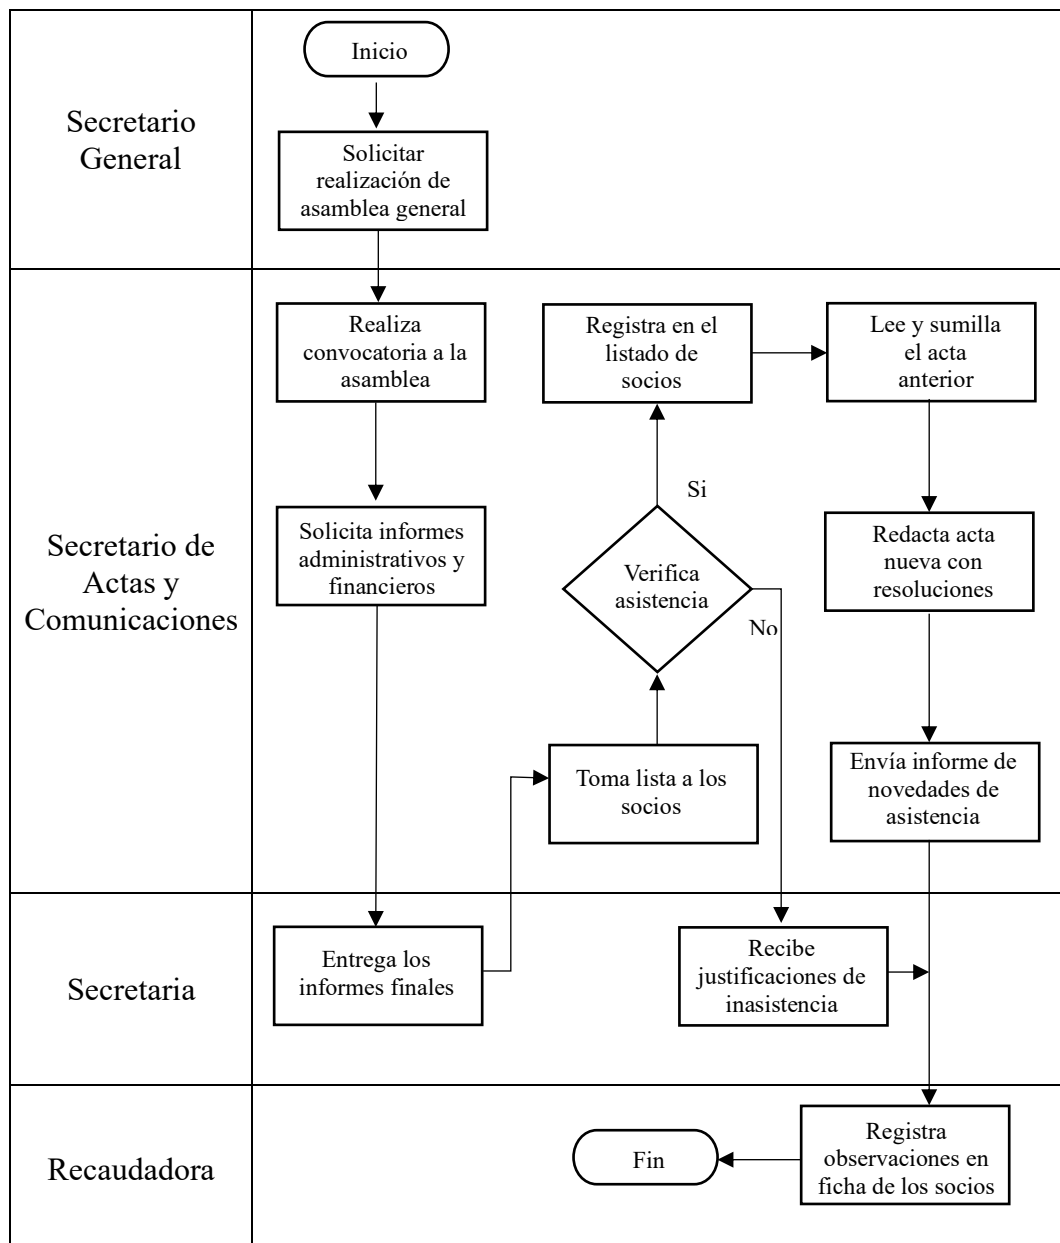 Secretario
General
Inicio
Solicitar
realización de
asamblea general
Secretario de
Actas y
Comunicaciones
Realiza
convocatoria a la
asamblea
Solicita informes
administrativos y
financieros
Registra en el
listado de
socios
Si
Verifica
asistencia
No
Toma lista a los
socios
Lee y sumilla
el acta
anterior
Redacta acta
nueva con
resoluciones
Envía informe de
novedades de
asistencia
Secretaria
Entrega los
informes finales
Recibe
justificaciones de
inasistencia
Recaudadora
Fin
Registra
observaciones en
ficha de los socios